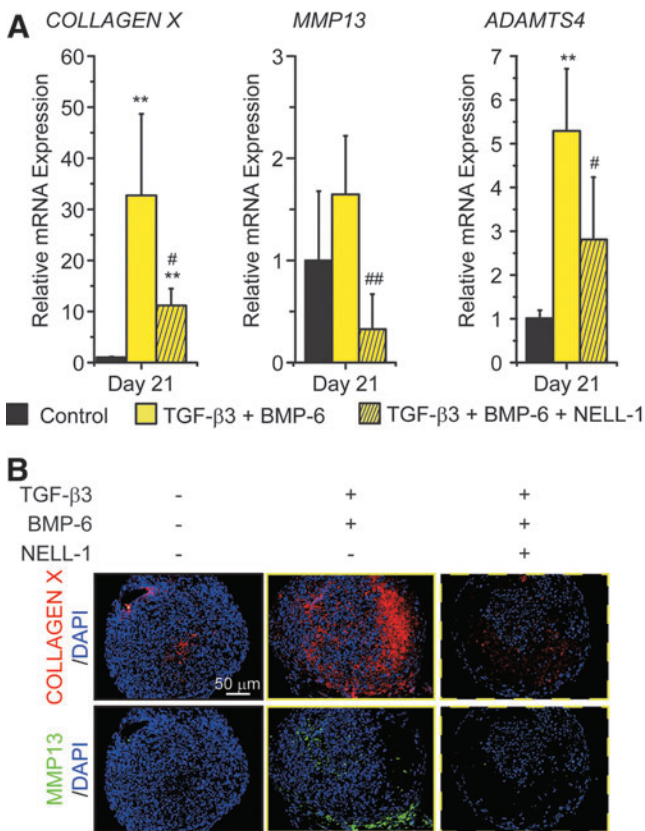 A
COLLAGEN X MMP13 ADAMTS4
Relative mRNA Expression
60
50
40
30
20
10
0
**
#
**
Day 21
Relative mRNA Expression
3
2
1
0
##
Day 21
Relative mRNA Expression
7
6
5
4
3
2
1
0
**
#
Day 21
Control TGF-β3 + BMP-6 TGF-β3 + BMP-6 + NELL-1
B
TGF-β3 - + +
BMP-6 - + +
NELL-1 - - +
COLLAGEN X
/DAPI
50 µm
MMP13
/DAPI